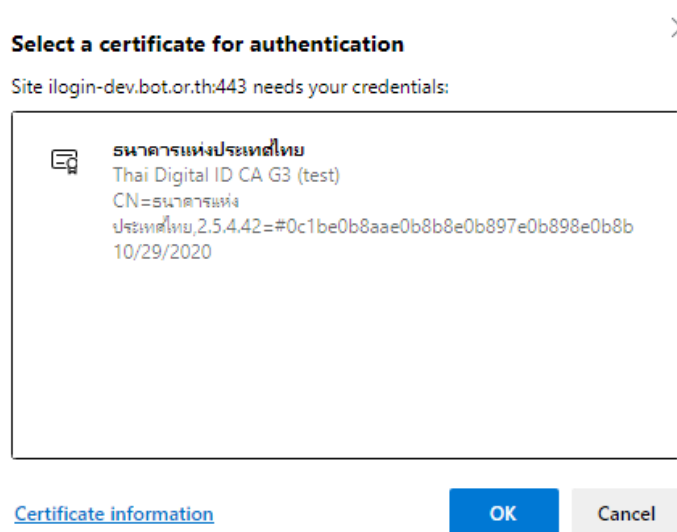 Select a certificate for authentication
Site ilogin-dev.bot.or.th:443 needs your credentials:
ธนาคารแห่งประเทศไทย
Thai Digital ID CA G3 (test)
CN=ธนาคารแห่ง
ประเทศไทย,2.5.4.42=#0c1be0b8aae0b8b8e0b897e0b898e0b8b
10/29/2020
Certificate information
OK
Cancel